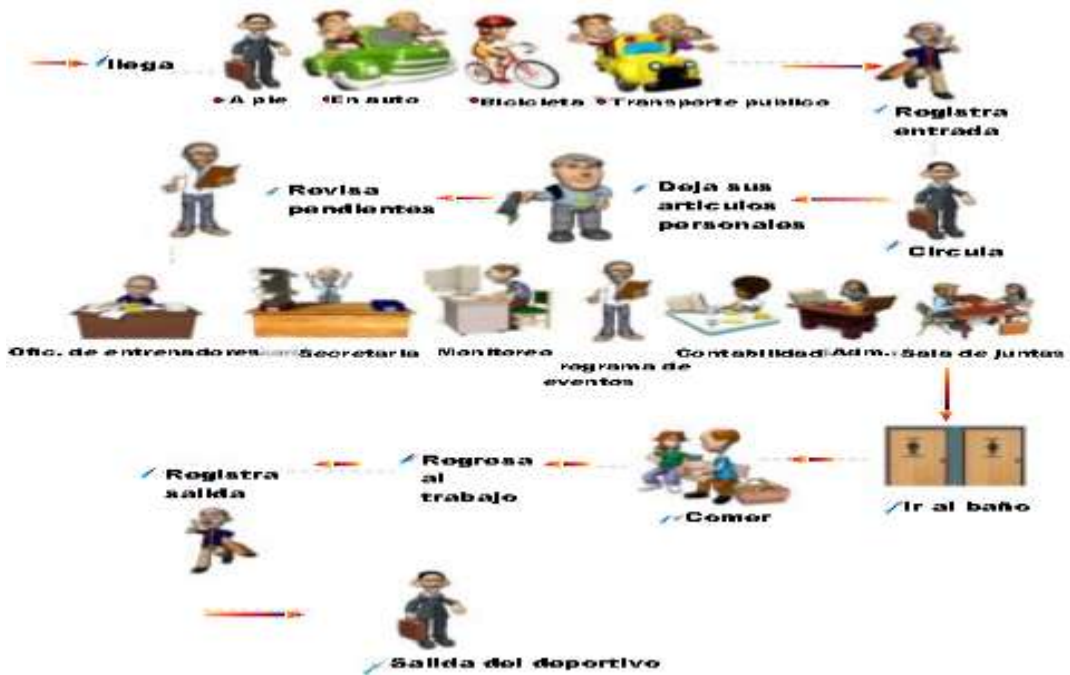 llega
A pie
En auto
Bicicleta
Transporte publico
Registra
entrada
Revisa
pendientes
Deja sus
articulos
personales
Circula
Ofic. de entrenadores
Secretaria
Monitoreo
rograma de
eventos
Contabilidad
Adm.
Sala de juntas
Registra
salida
Regresa
al
trabajo
Comer
Ir al baño
Salida del deportivo